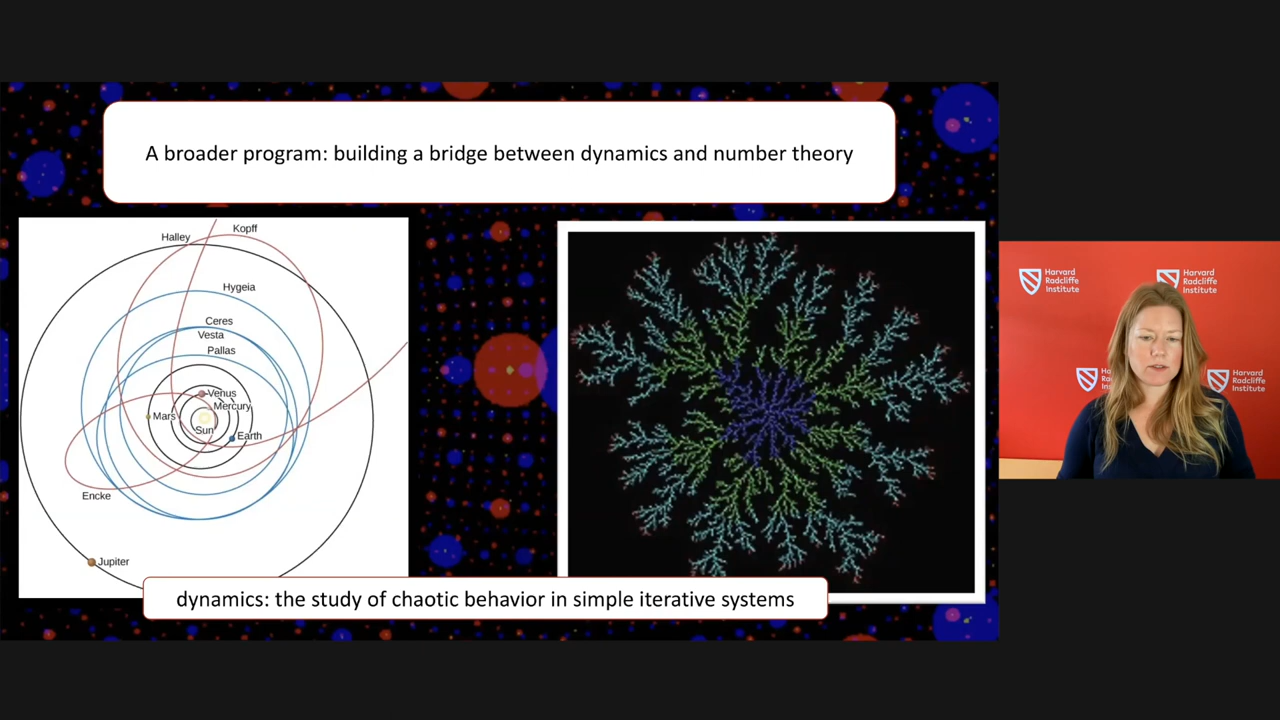 A broader program: building a bridge between dynamics and number theory
Kopff
Halley
Hygeia
Ceres
Vesta
Pallas
Venus
Mercury
Mars
Sun
Earth
Encke
Jupiter
dynamics: the study of chaotic behavior in simple iterative systems
Harvard
Radcliffe
Institute
Harvard
Radcliffe
Institute
Harvard
Radcliffe
Institute